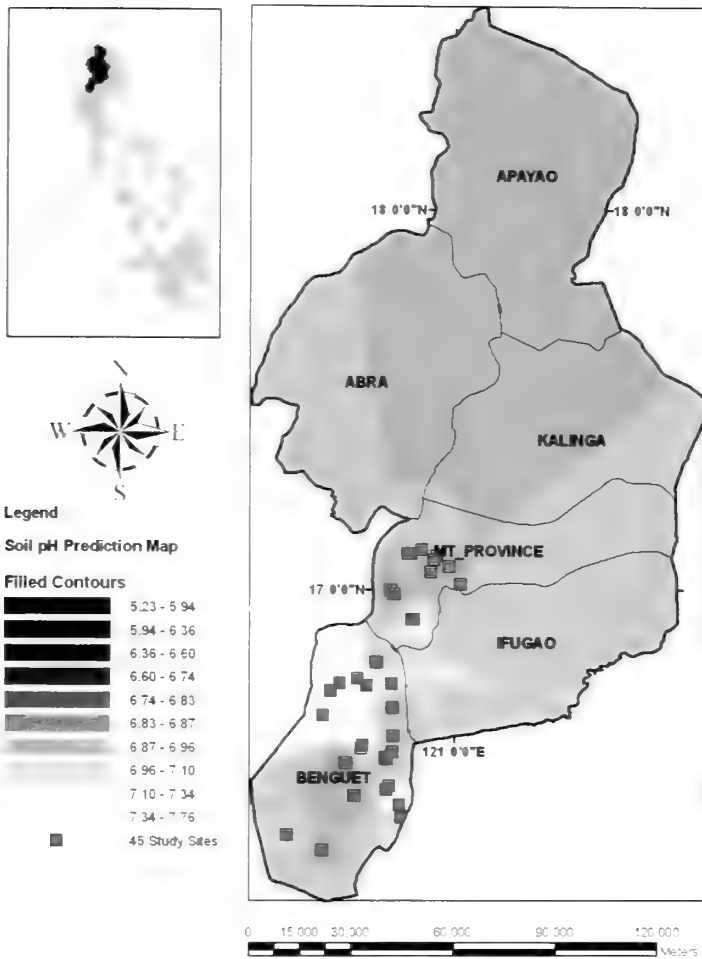 APAYAO
18 0'0"N
18 0'0"N
ABRA
KALINGA
W E
S
Legend
Soil pH Prediction Map
Filled Contours
5.23 - 5.94
5.94 - 6.36
6.36 - 6.60
6.60 - 6.74
6.74 - 6.83
6.83 - 6.87
6.87 - 6.96
6.96 - 7.10
7.10 - 7.34
7.34 - 7.76
45 Study Sites
MT_PROVINCE
17 0'0"N
IFUGAO
121 0'0"E
BENGUET
0 15 000 30,000 60 000 90 000 120 000
Meters